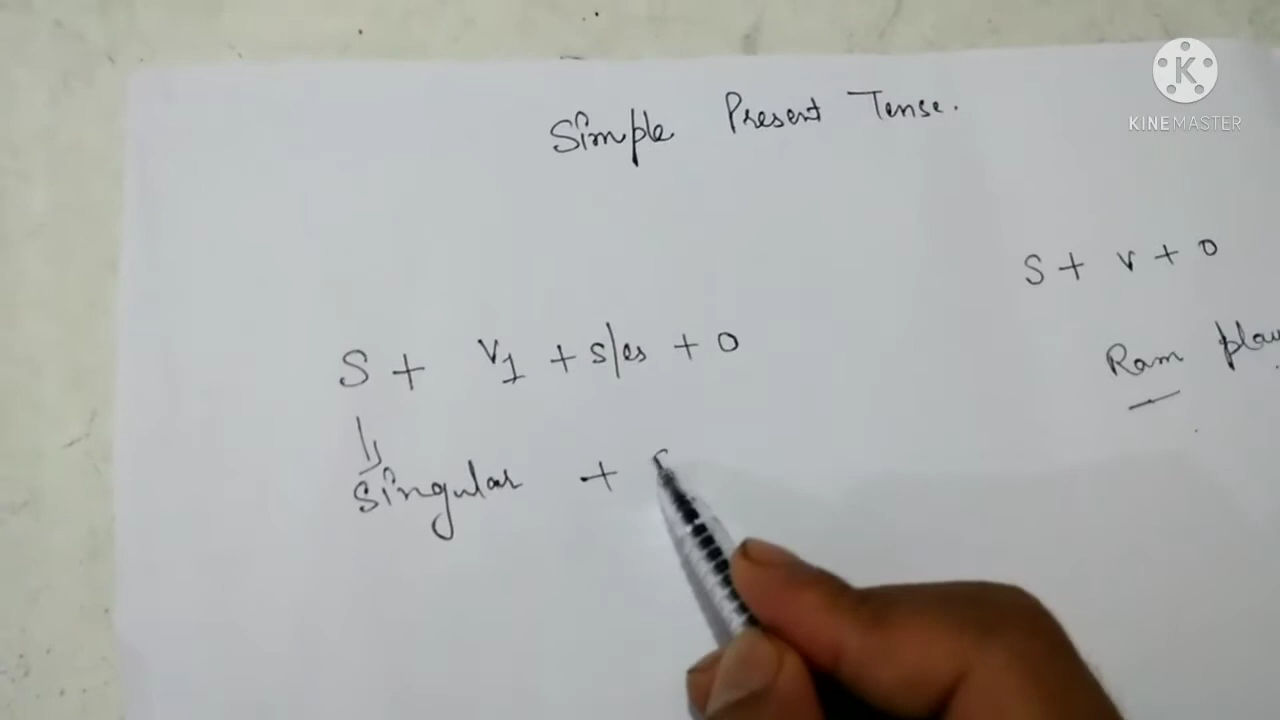 KINEMASTER
Simple Present Tense.
S + V + O
S + V1 + s/es + O
Ram
Singular +